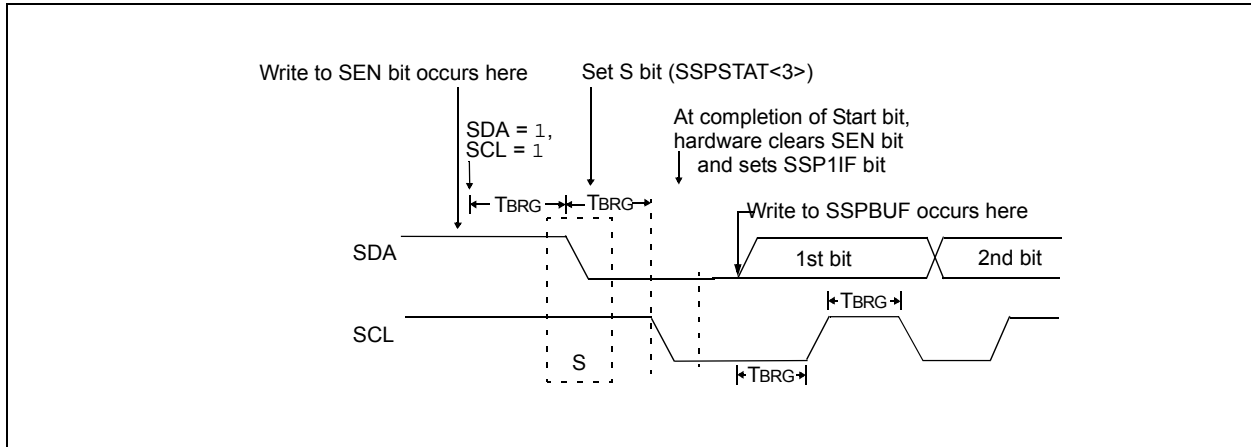 Write to SEN bit occurs here
Set S bit (SSPSTAT<3>)
SDA = 1,
SCL = 1
At completion of Start bit,
hardware clears SEN bit
and sets SSP1IF bit
TBRG
TBRG
Write to SSPBUF occurs here
SDA
1st bit
2nd bit
TBRG
SCL
S
TBRG